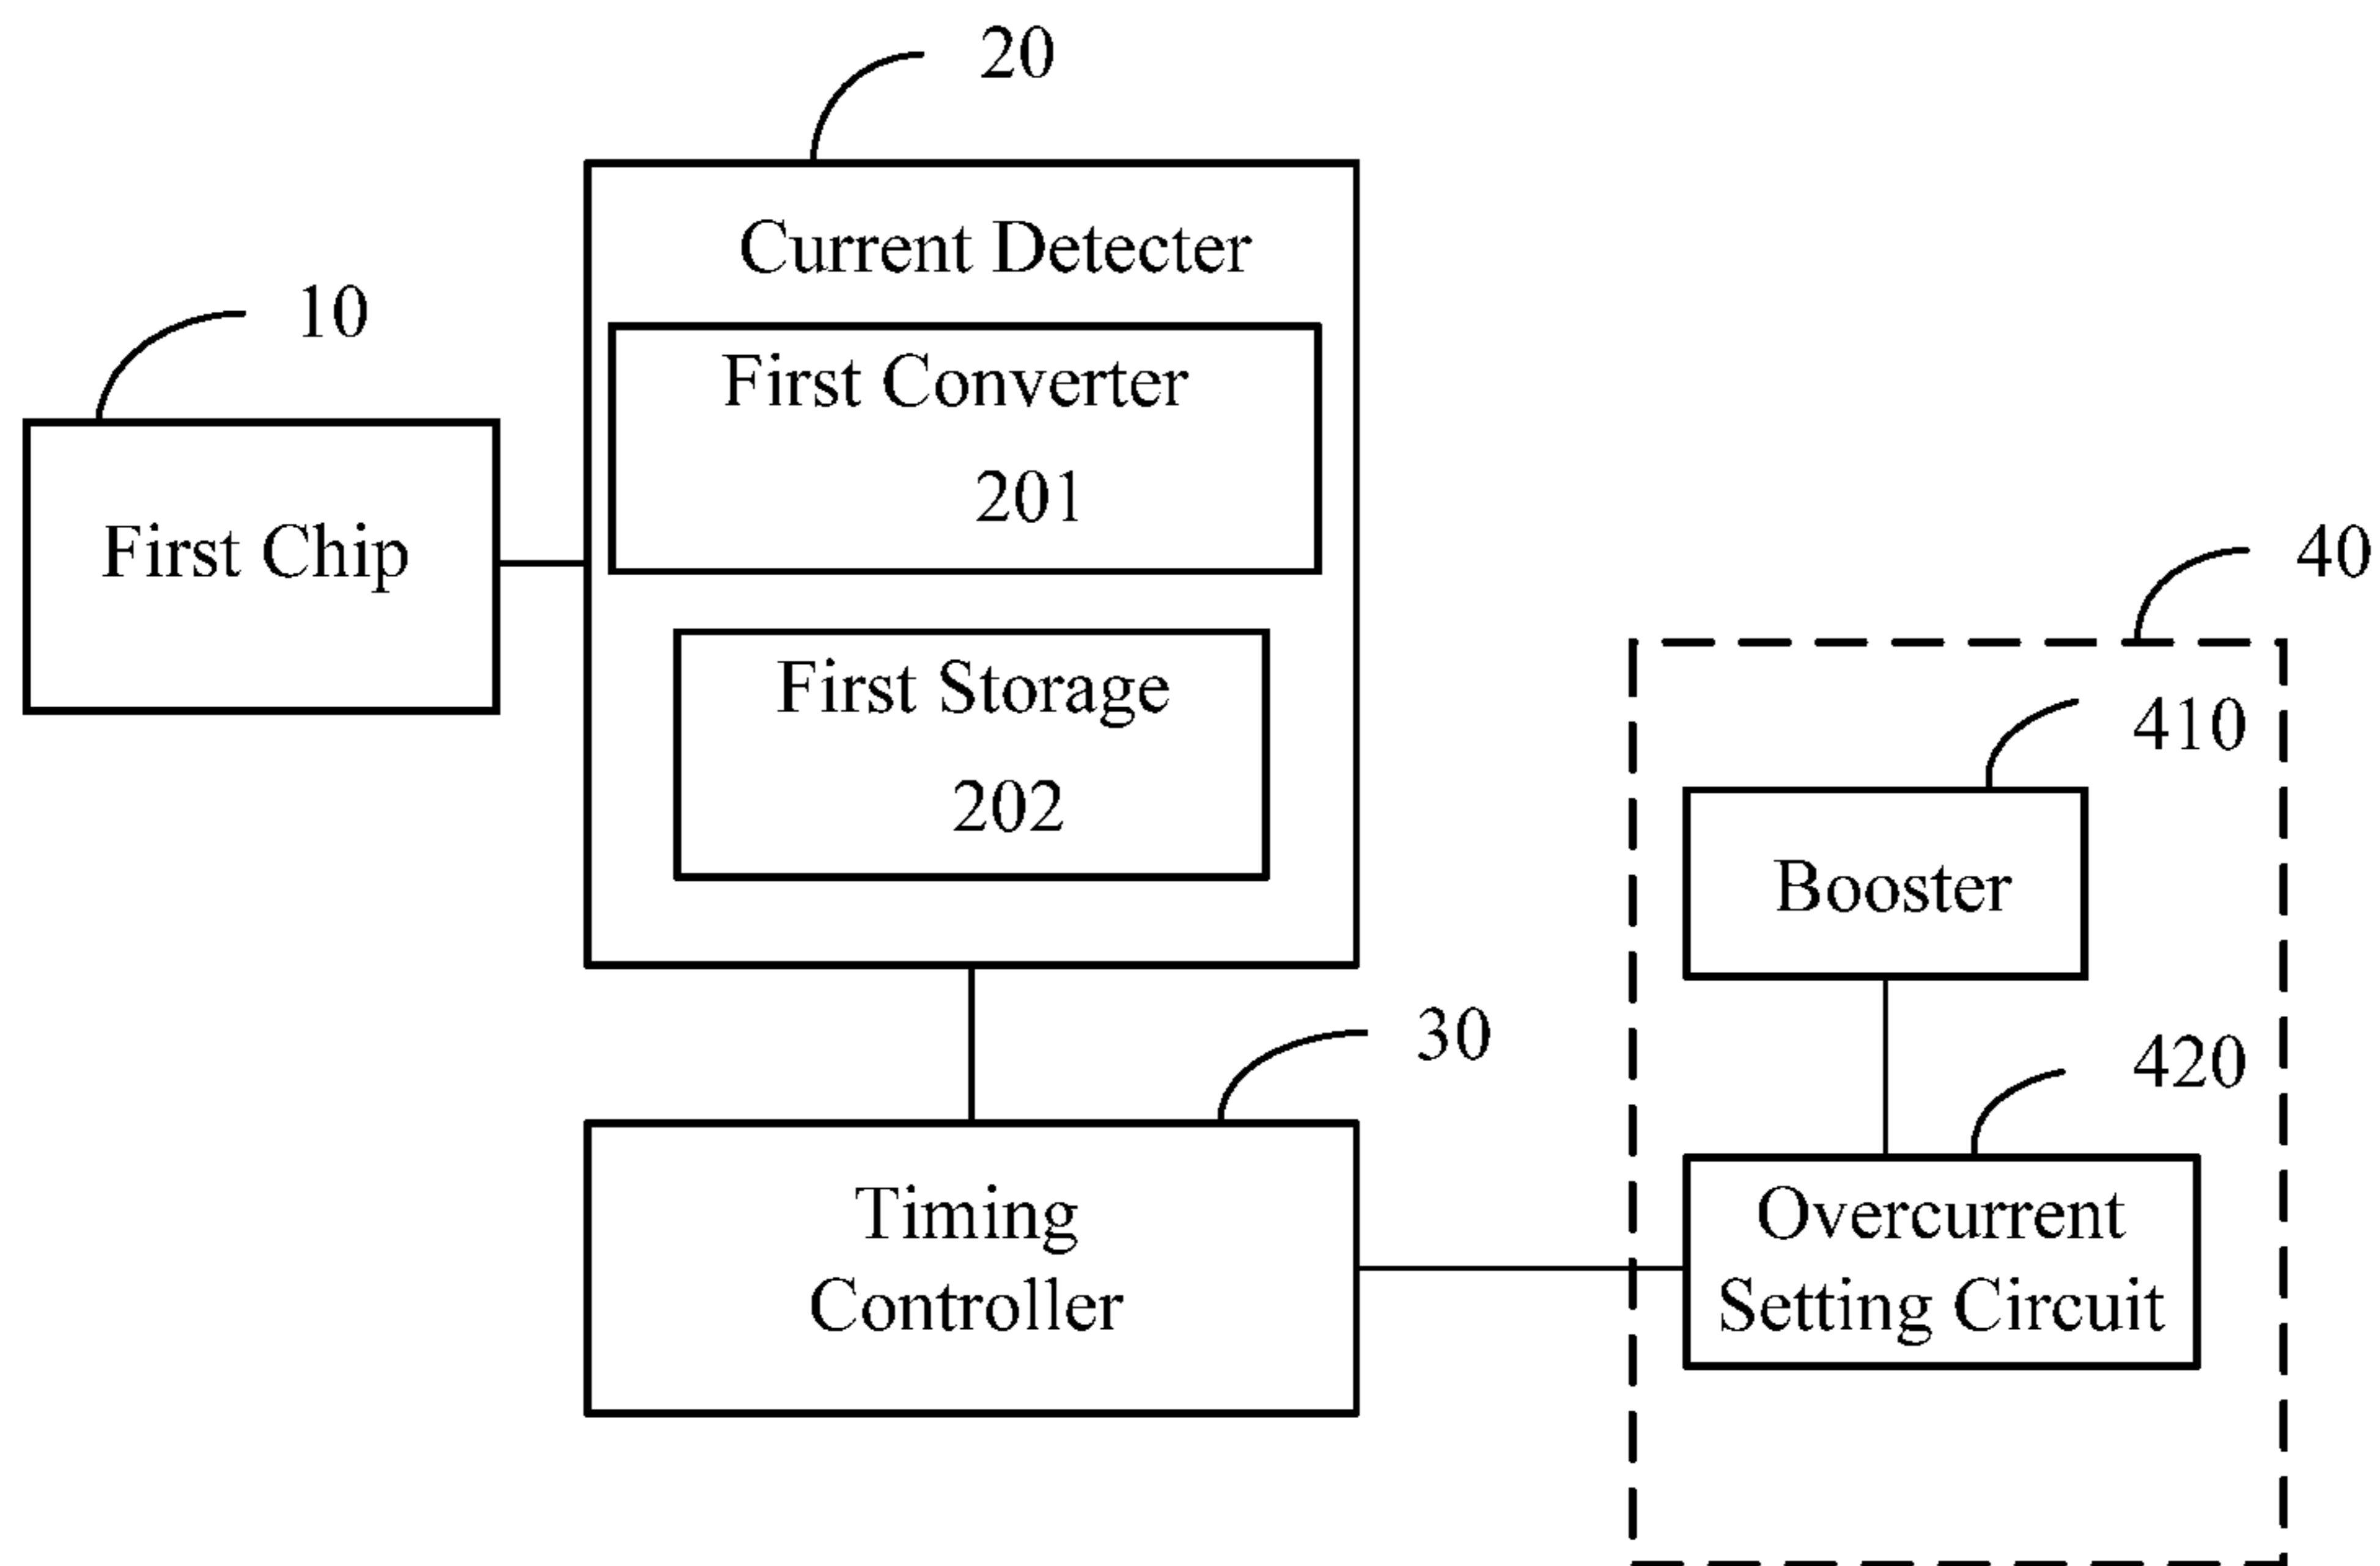 20
Current Detecter
10
First Converter
201
First Chip
40
First Storage
202
410
Booster
30
420
Timing
Controller
Overcurrent
Setting Circuit